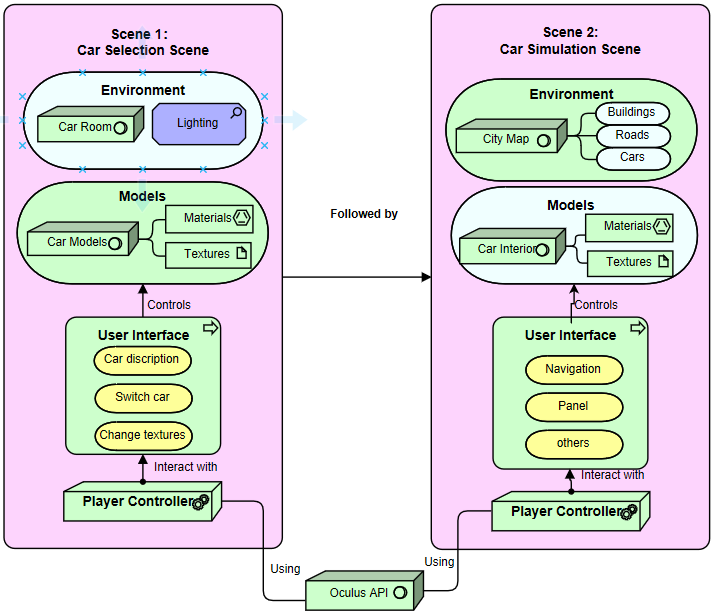 Scene 1:
Car Selection Scene
Environment
Car Room
Lighting
Models
Car Models
Materials
Textures
Controls
User Interface
Car discription
Switch car
Change textures
Interact with
Player Controller
Followed by
Scene 2:
Car Simulation Scene
Environment
City Map
Buildings
Roads
Cars
Models
Car Interior
Materials
Textures
Controls
User Interface
Navigation
Panel
others
Interact with
Player Controller
Using
Using
Oculus API